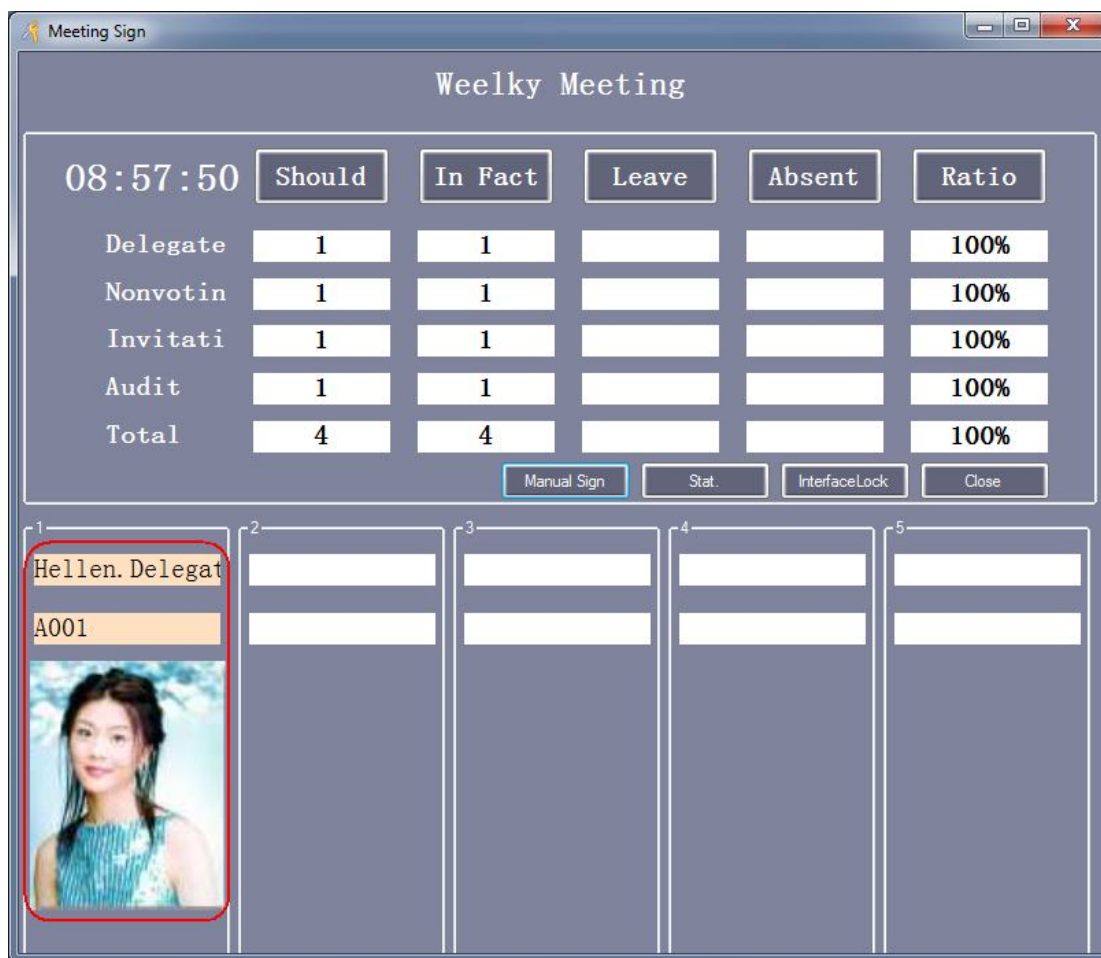 Meeting Sign
Weelky Meeting
08:57:50 Should In Fact Leave Absent Ratio
Delegate 1 1 100%
Nonvotin 1 1 100%
Invitati 1 1 100%
Audit 1 1 100%
Total 4 4 100%
Manual Sign Stat. InterfaceLock Close
1 2 3 4 5
Hellen.Delegat
A001